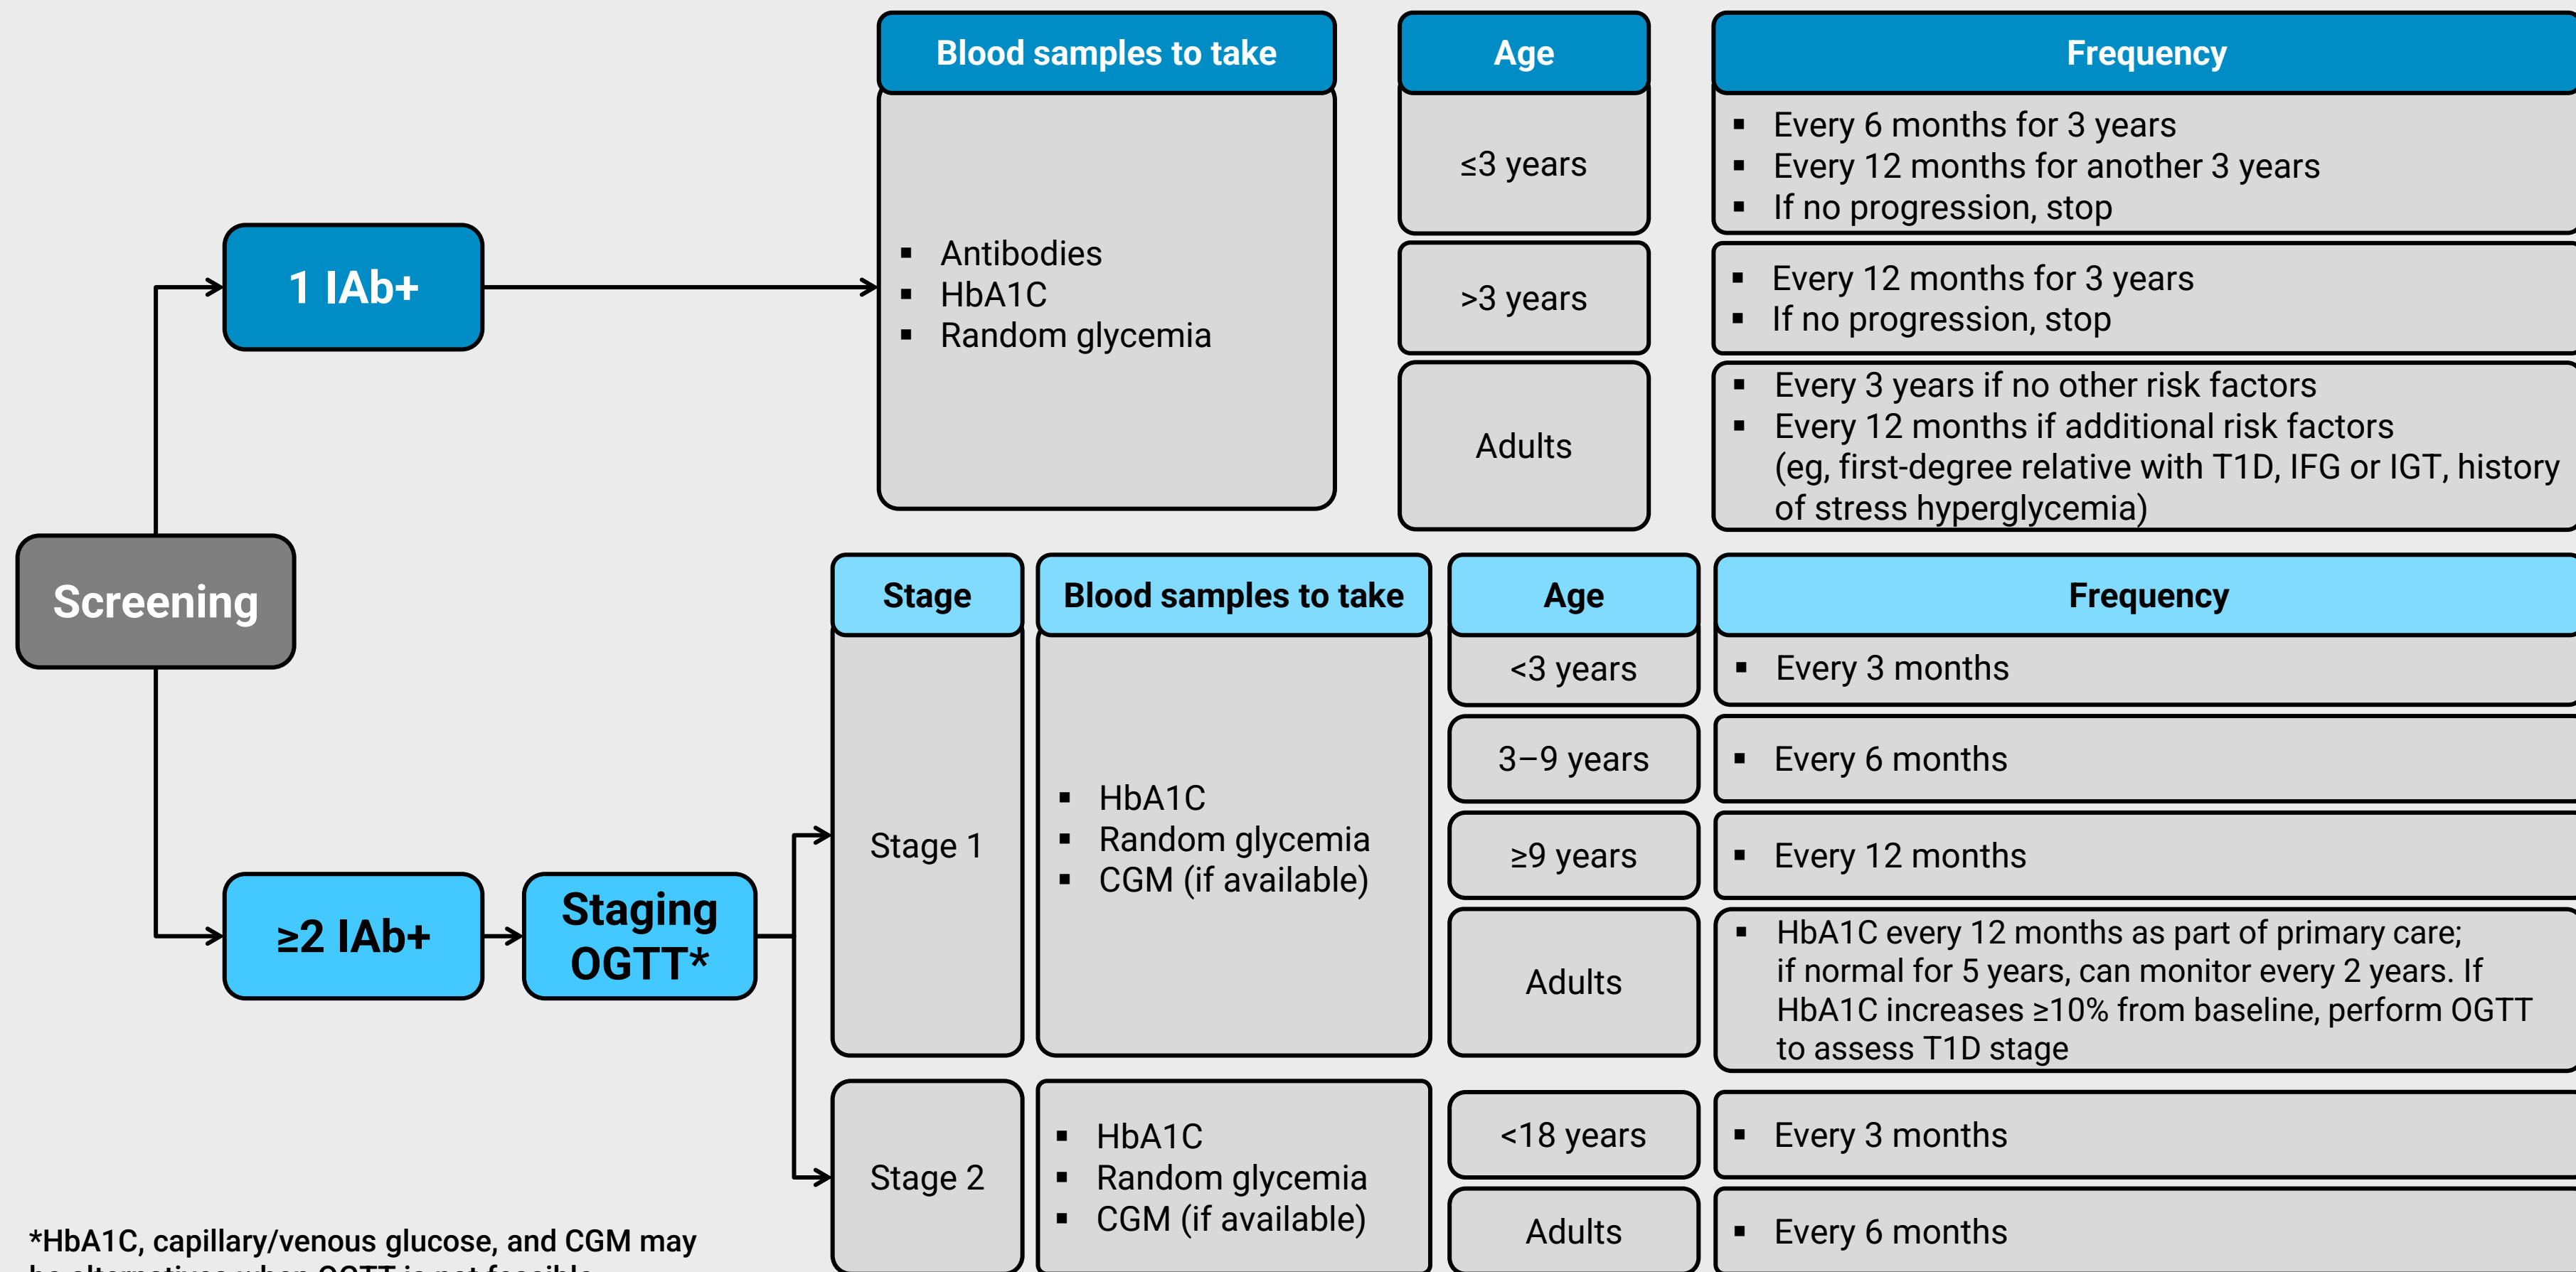 Blood samples to take
Age
Frequency
1 IAb+
▪ Antibodies
▪ HbA1C
▪ Random glycemia
≤3 years
▪ Every 6 months for 3 years
▪ Every 12 months for another 3 years
▪ If no progression, stop
>3 years
▪ Every 12 months for 3 years
▪ If no progression, stop
Adults
▪ Every 3 years if no other risk factors
▪ Every 12 months if additional risk factors
(eg, first-degree relative with T1D, IFG or IGT, history
of stress hyperglycemia)
Screening
≥2 IAb+
Staging
OGTT*
Stage
Blood samples to take
Age
Frequency
Stage 1
▪ HbA1C
▪ Random glycemia
▪ CGM (if available)
<3 years
▪ Every 3 months
3–9 years
▪ Every 6 months
≥9 years
▪ Every 12 months
Adults
▪ HbA1C every 12 months as part of primary care;
if normal for 5 years, can monitor every 2 years. If
HbA1C increases ≥10% from baseline, perform OGTT
to assess T1D stage
Stage 2
▪ HbA1C
▪ Random glycemia
▪ CGM (if available)
<18 years
▪ Every 3 months
Adults
▪ Every 6 months
*HbA1C, capillary/venous glucose, and CGM may
be alternatives when OGTT is not feasible